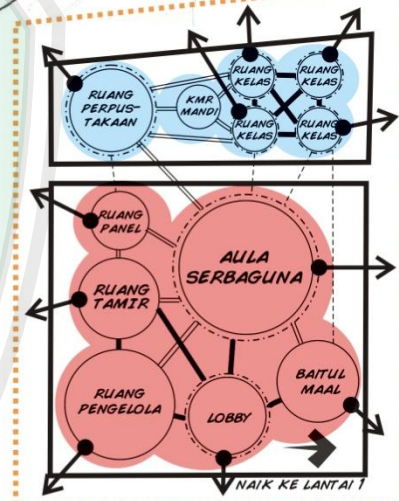 RUANG
PERPUS-
TAKAAN
KMR
MANDI
RUANG
KELAS
RUANG
KELAS
RUANG
KELAS
RUANG
KELAS
RUANG
PANEL
RUANG
TAMIR
AULA
SERBAGUNA
RUANG
PENGELOLA
LOBBY
BAITUL
MAAL
NAIK KE LANTAI 1